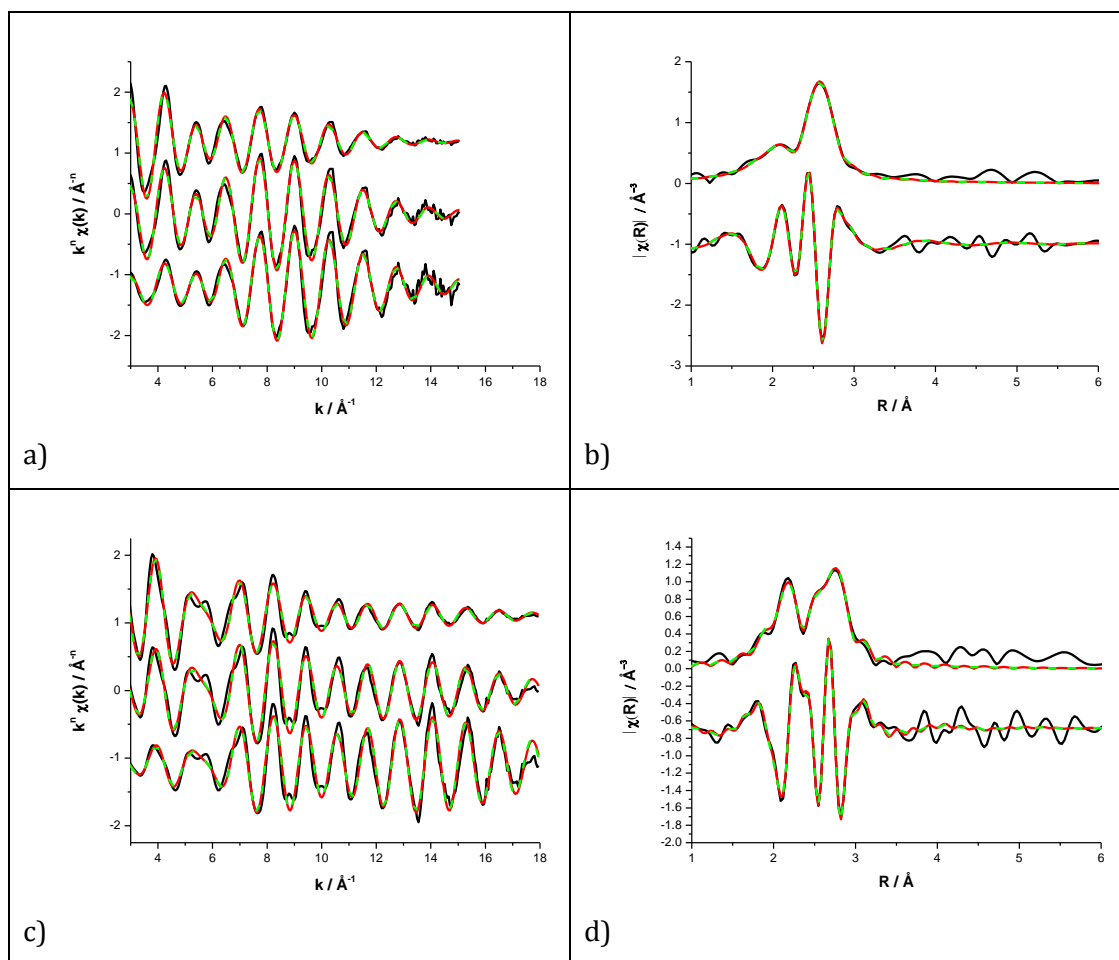 2
1
0
-1
-2
4 6 8 10 12 14 16 18
kⁿ χ(k) / Å⁻ⁿ
k / Å⁻¹
a)
2
1
0
-1
-2
-3
1 2 3 4 5 6
|χ(R)| / Å⁻³
R / Å
b)
2
1
0
-1
-2
4 6 8 10 12 14 16 18
kⁿ χ(k) / Å⁻ⁿ
k / Å⁻¹
c)
1.4
1.2
1.0
0.8
0.6
0.4
0.2
0.0
-0.2
-0.4
-0.6
-0.8
-1.0
-1.2
-1.4
-1.6
-1.8
-2.0
1 2 3 4 5 6
|χ(R)| / Å⁻³
R / Å
d)